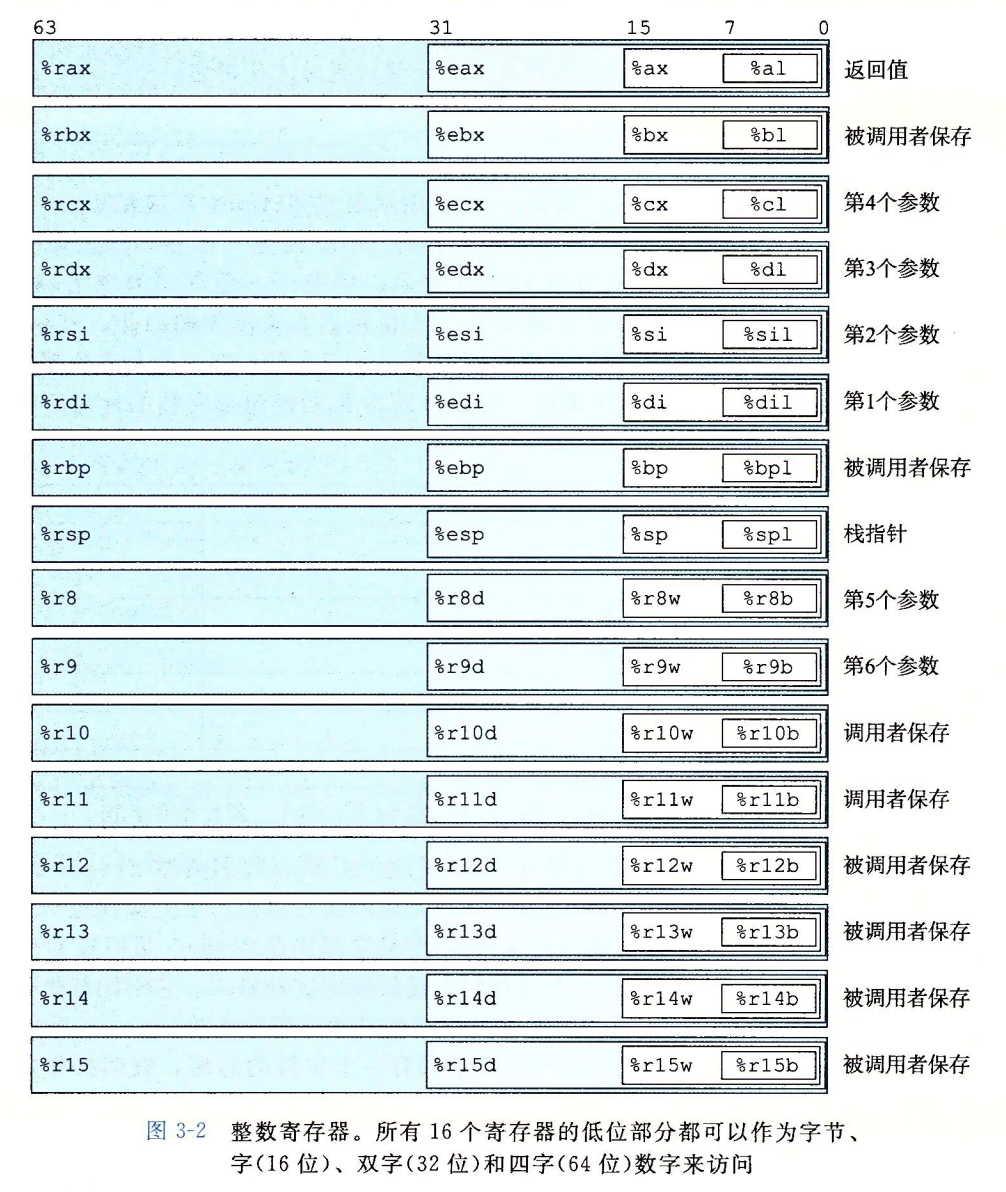 63 31 15 7 0
%rax %eax %ax %al 返回值
%rbx %ebx %bx %bl 被调用者保存
%rcx %ecx %cx %cl 第4个参数
%rdx %edx %dx %dl 第3个参数
%rsi %esi %si %sil 第2个参数
%rdi %edi %di %dil 第1个参数
%rbp %ebp %bp %bpl 被调用者保存
%rsp %esp %sp %spl 栈指针
%r8 %r8d %r8w %r8b 第5个参数
%r9 %r9d %r9w %r9b 第6个参数
%r10 %r10d %r10w %r10b 调用者保存
%r11 %r11d %r11w %r11b 调用者保存
%r12 %r12d %r12w %r12b 被调用者保存
%r13 %r13d %r13w %r13b 被调用者保存
%r14 %r14d %r14w %r14b 被调用者保存
%r15 %r15d %r15w %r15b 被调用者保存
图 3-2 整数寄存器。所有 16 个寄存器的低位部分都可以作为字节、
字(16 位)、双字(32 位)和四字(64 位)数字来访问